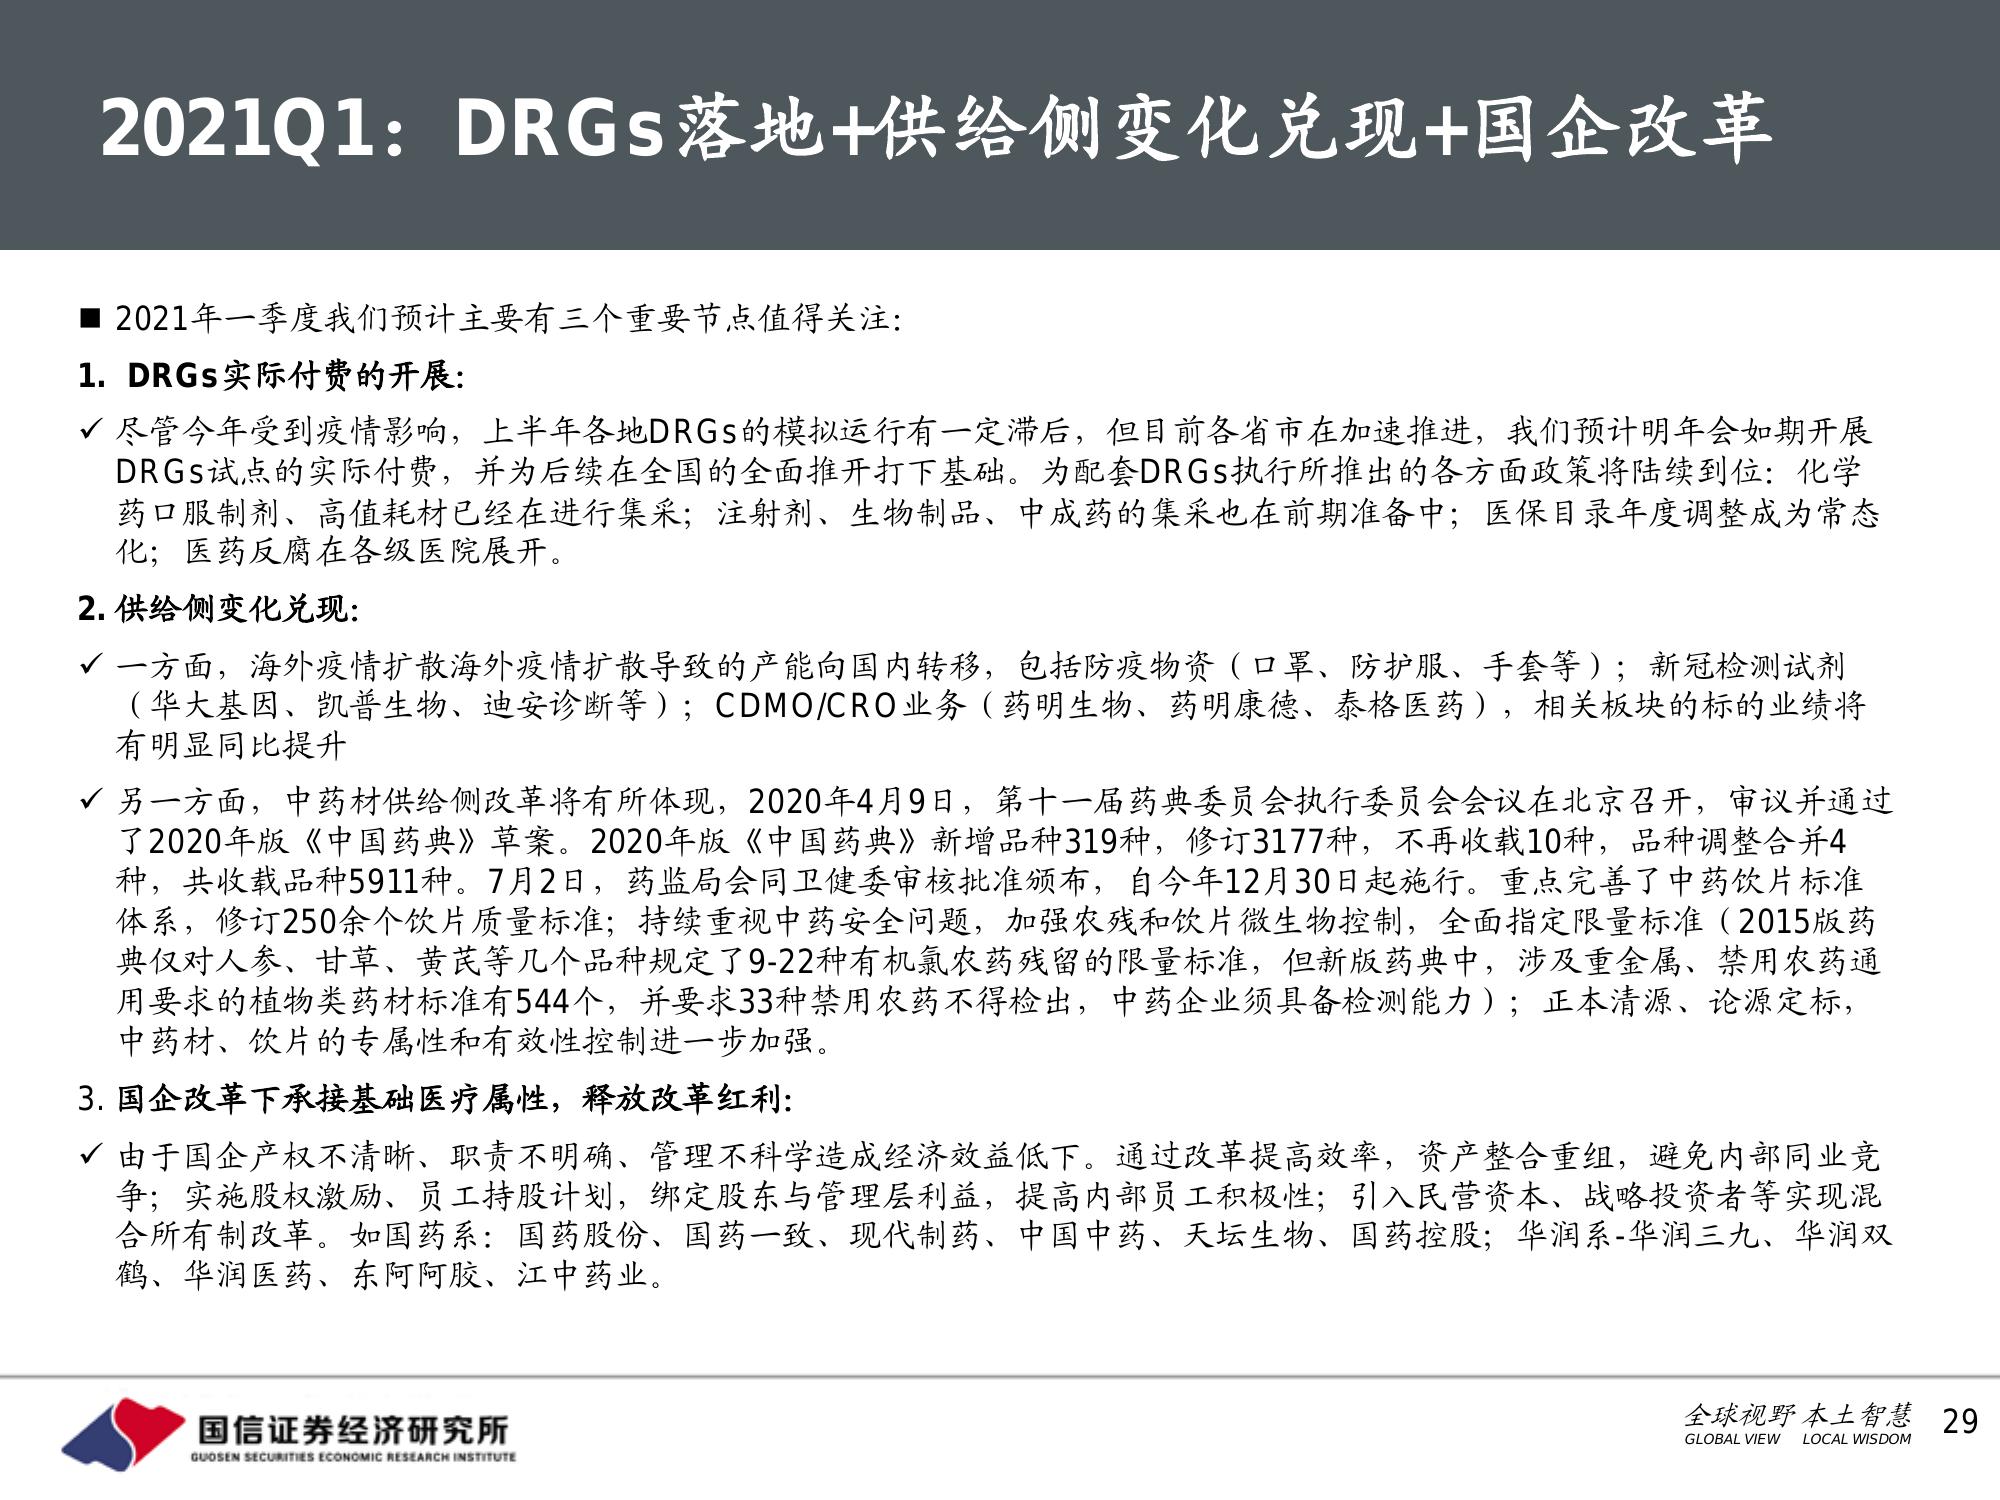 2021Q1：DRGs落地+供给侧变化兑现+国企改革
■ 2021年一季度我们预计主要有三个重要节点值得关注：
1. DRGs实际付费的开展：
✓ 尽管今年受到疫情影响，上半年各地DRGs的模拟运行有一定滞后，但目前各省市在加速推进，我们预计明年会如期开展
DRGs试点的实际付费，并为后续在全国的全面推开打下基础。为配套DRGs执行所推出的各方面政策将陆续到位：化学
药口服制剂、高值耗材已经在进行集采；注射剂、生物制品、中成药的集采也在前期准备中；医保目录年度调整成为常态
化；医药反腐在各级医院展开。
2. 供给侧变化兑现：
✓ 一方面，海外疫情扩散海外疫情扩散导致的产能向国内转移，包括防疫物资（口罩、防护服、手套等）；新冠检测试剂
（华大基因、凯普生物、迪安诊断等）；CDMO/CRO业务（药明生物、药明康德、泰格医药），相关板块的标的业绩将
有明显同比提升
✓ 另一方面，中药材供给侧改革将有所体现，2020年4月9日，第十一届药典委员会执行委员会会议在北京召开，审议并通过
了2020年版《中国药典》草案。2020年版《中国药典》新增品种319种，修订3177种，不再收载10种，品种调整合并4
种，共收载品种5911种。7月2日，药监局会同卫健委审核批准颁布，自今年12月30日起施行。重点完善了中药饮片标准
体系，修订250余个饮片质量标准；持续重视中药安全问题，加强农残和饮片微生物控制，全面指定限量标准（2015版药
典仅对人参、甘草、黄芪等几个品种规定了9-22种有机氯农药残留的限量标准，但新版药典中，涉及重金属、禁用农药通
用要求的植物类药材标准有544个，并要求33种禁用农药不得检出，中药企业须具备检测能力）；正本清源、论源定标，
中药材、饮片的专属性和有效性控制进一步加强。
3. 国企改革下承接基础医疗属性，释放改革红利：
✓ 由于国企产权不清晰、职责不明确、管理不科学造成经济效益低下。通过改革提高效率，资产整合重组，避免内部同业竞
争；实施股权激励、员工持股计划，绑定股东与管理层利益，提高内部员工积极性；引入民营资本、战略投资者等实现混
合所有制改革。如国药系：国药股份、国药一致、现代制药、中国中药、天坛生物、国药控股；华润系-华润三九、华润双
鹤、华润医药、东阿阿胶、江中药业。
国信证券经济研究所
GUOSEN SECURITIES ECONOMIC RESEARCH INSTITUTE
全球视野 本土智慧
GLOBAL VIEW LOCAL WISDOM
29